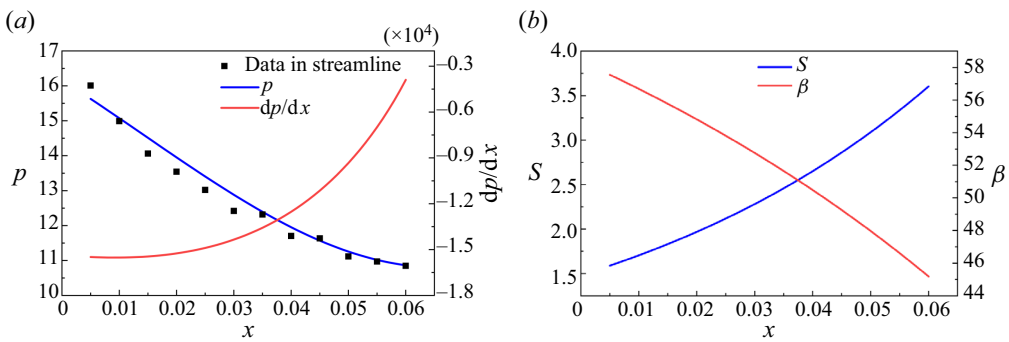 (a)
(×10⁴)
17
16
15
14
13
12
11
10
p
Data in streamline
p
dp/dx
–0.3
–0.6
–0.9
–1.2
–1.5
–1.8
dp/dx
0 0.01 0.02 0.03 0.04 0.05 0.06
x
(b)
4.0
3.5
3.0
2.5
2.0
1.5
S
S
β
58
56
54
52
50
48
46
44
β
0 0.01 0.02 0.03 0.04 0.05 0.06
x